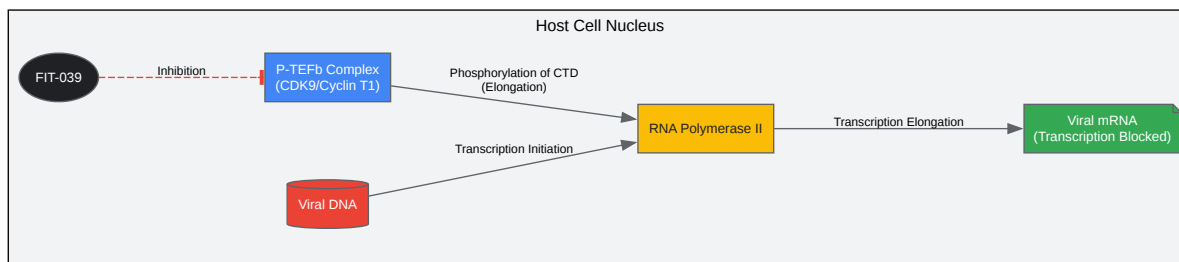 Host Cell Nucleus
FIT-039
Inhibition
P-TEFb Complex
(CDK9/Cyclin T1)
Phosphorylation of CTD
(Elongation)
Transcription Initiation
Viral DNA
RNA Polymerase II
Transcription Elongation
Viral mRNA
(Transcription Blocked)